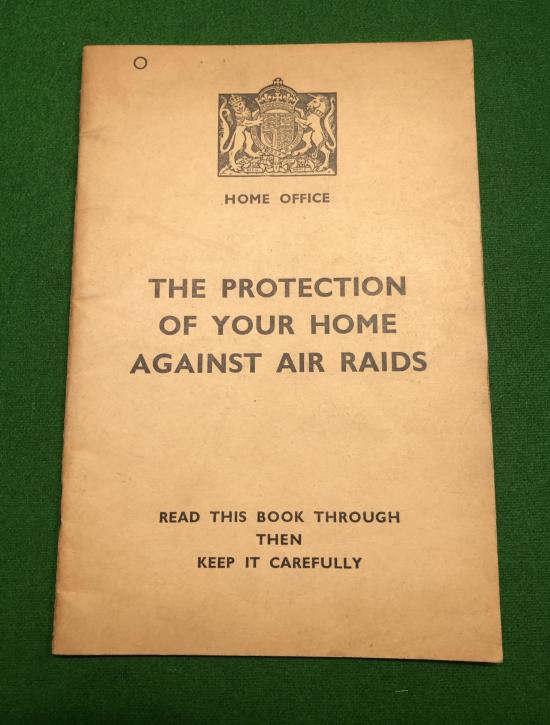 HOME OFFICE
THE PROTECTION
OF YOUR HOME
AGAINST AIR RAIDS
READ THIS BOOK THROUGH
THEN
KEEP IT CAREFULLY